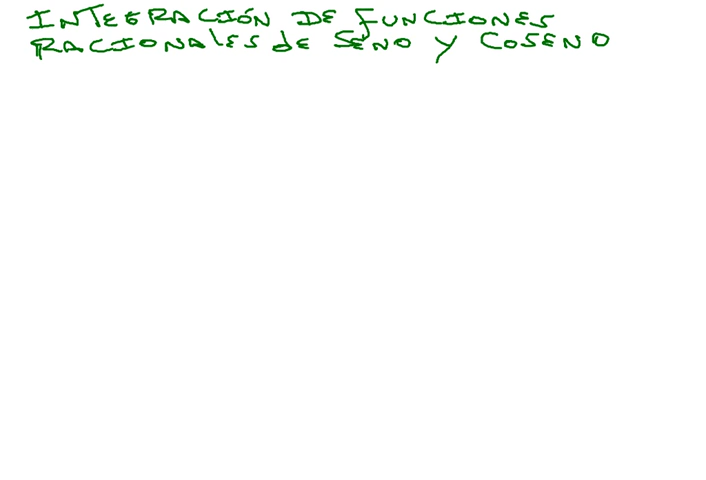 INTEGRACIÓN DE FUNCIONES
RACIONALES de SENO Y COSENO